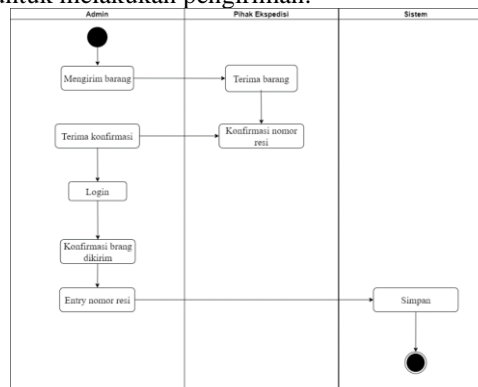 untuk melakukan pengiriman.
Admin
Pihak Ekspedisi
Sistem
Mengirim barang
Terima barang
Terima konfirmasi
Konfirmasi nomor
resi
Login
Konfirmasi brang
dikirim
Entry nomor resi
Simpan